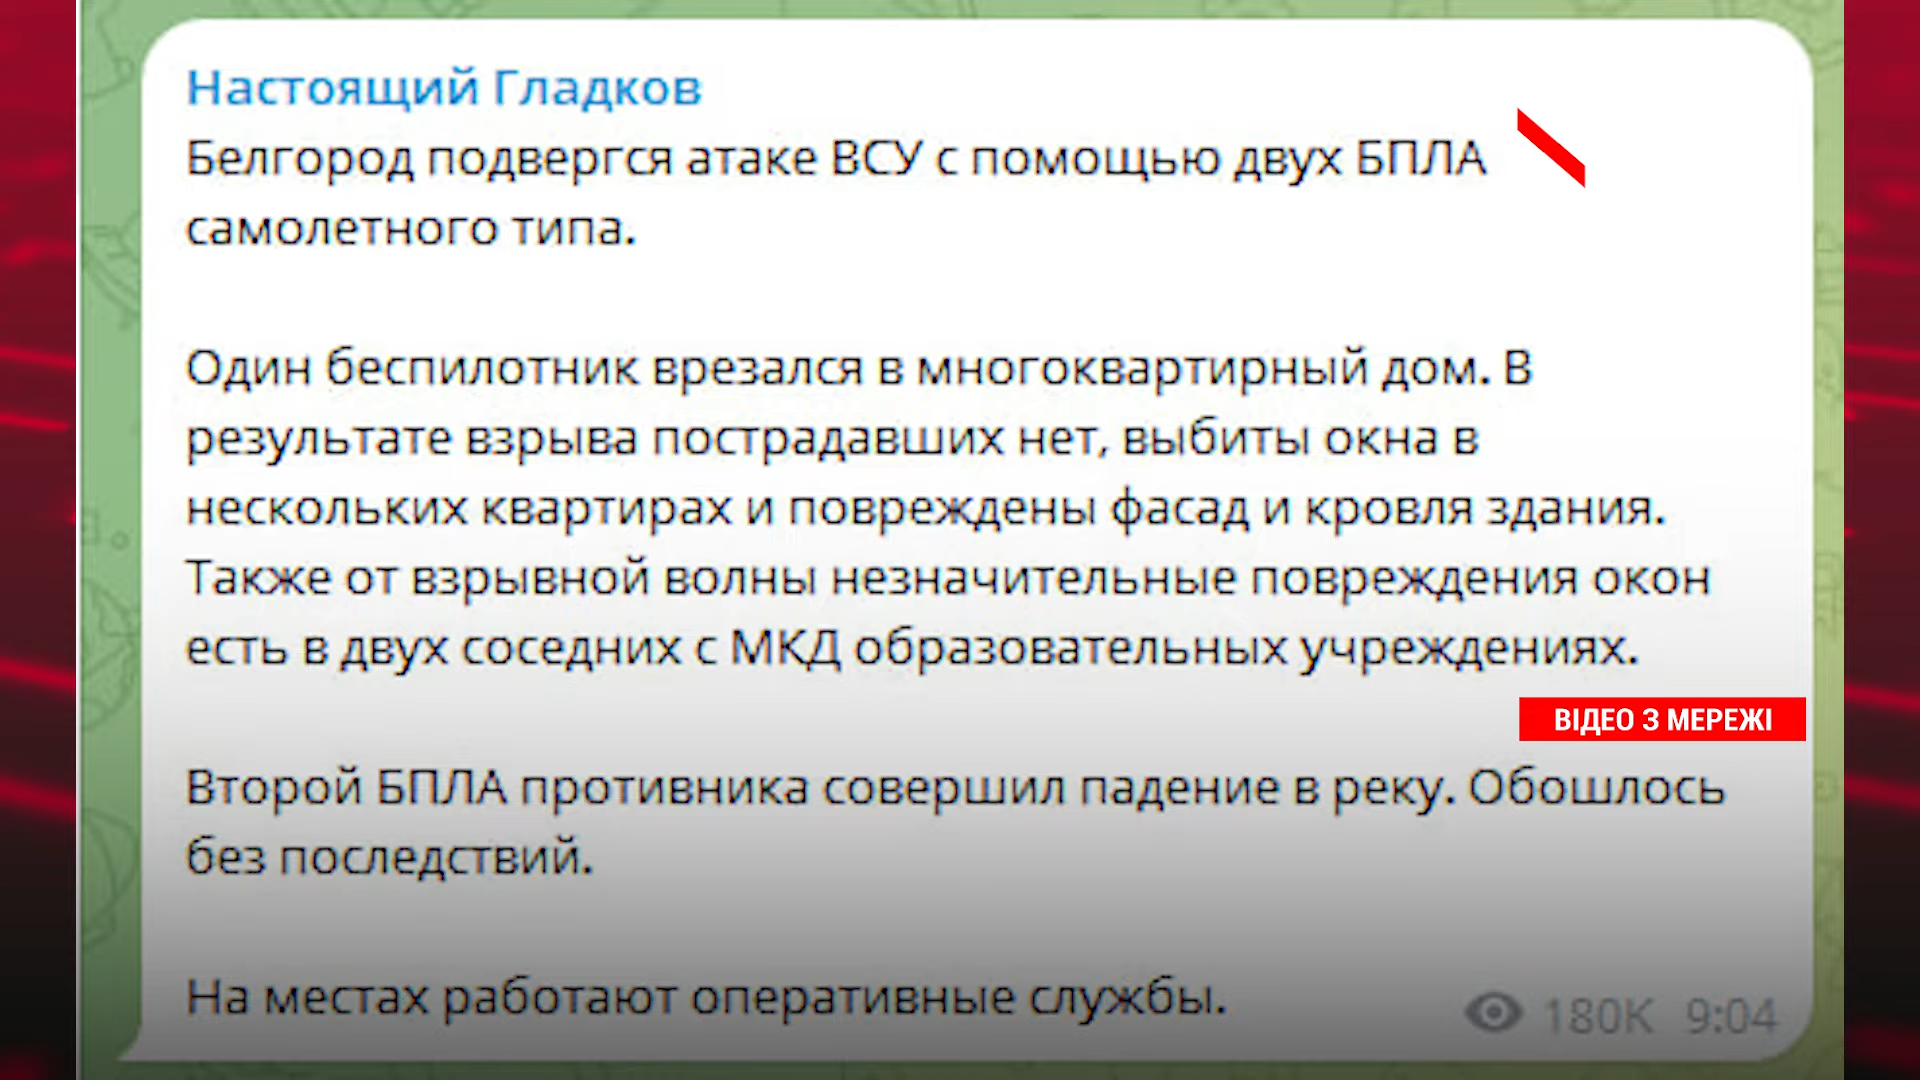 Настоящий Гладков
Белгород подвергся атаке ВСУ с помощью двух БПЛА
самолетного типа.
Один беспилотник врезался в многоквартирный дом. В
результате взрыва пострадавших нет, выбиты окна в
нескольких квартирах и повреждены фасад и кровля здания.
Также от взрывной волны незначительные повреждения окон
есть в двух соседних с МКД образовательных учреждениях.
ВІДЕО З МЕРЕЖІ
Второй БПЛА противника совершил падение в реку. Обошлось
без последствий.
На местах работают оперативные службы.
180K 9:04